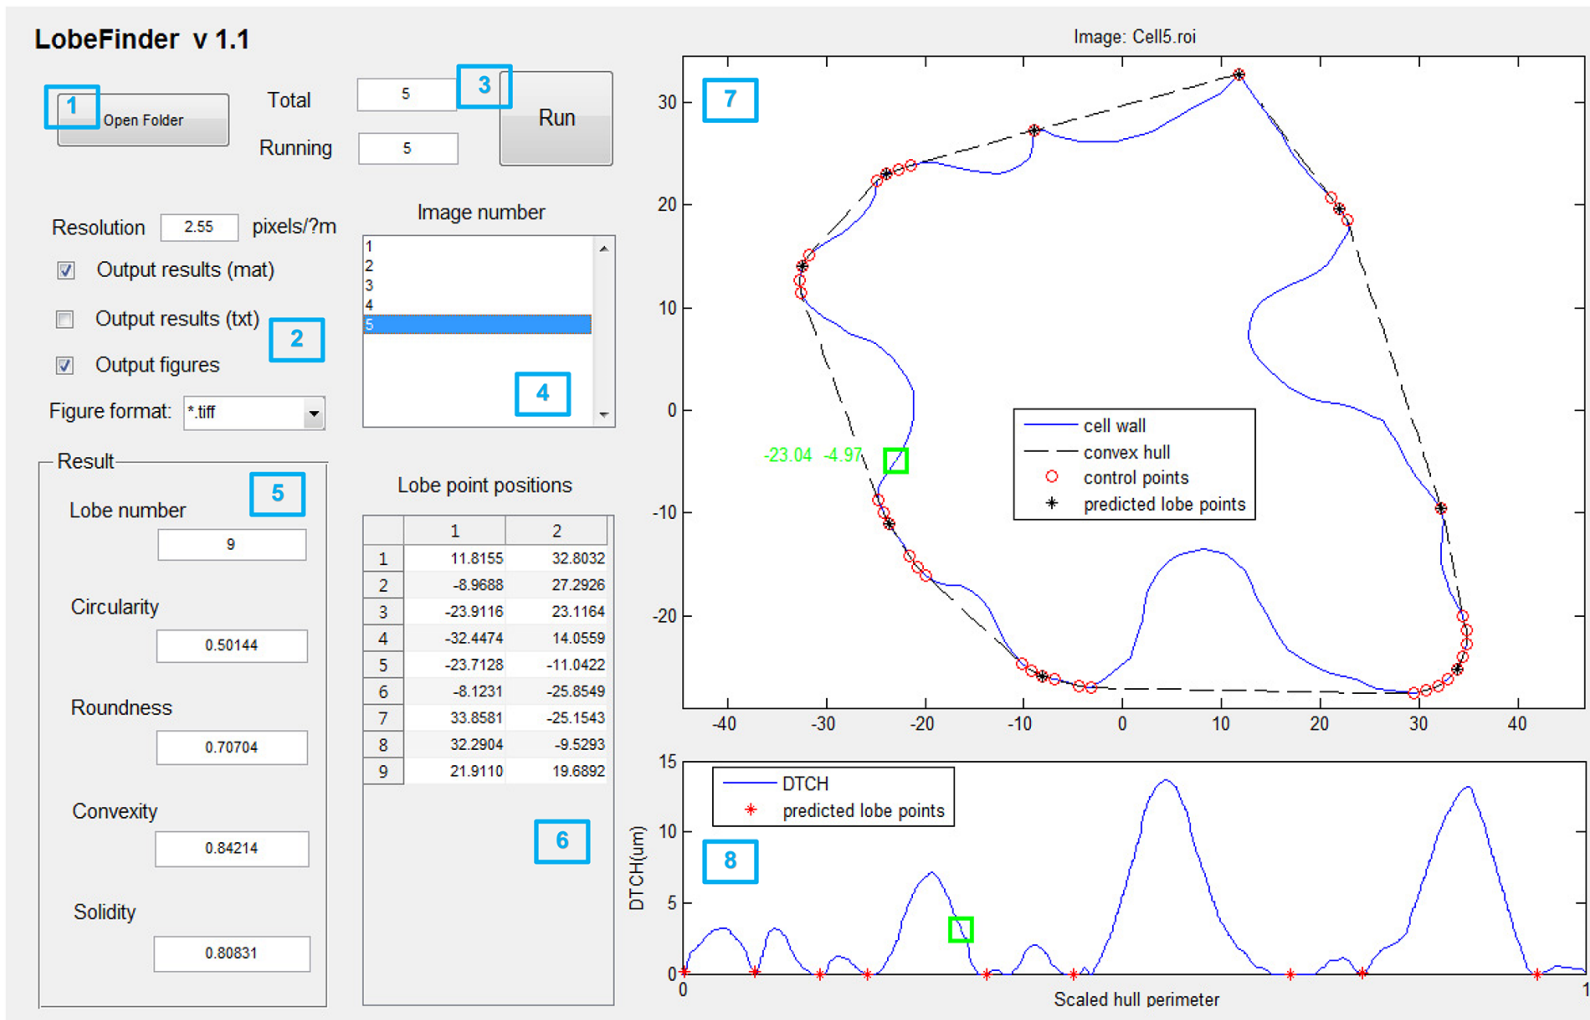 LobeFinder v 1.1
1
Open Folder
Total
5
3
Run
Running
5
Resolution
2.55
pixels/?m
Output results (mat)
Output results (txt)
2
Output figures
Figure format:
*.tiff
Image number
1
2
3
4
5
4
Result
5
Lobe number
9
Circularity
0.50144
Roundness
0.70704
Convexity
0.84214
Solidity
0.80831
Lobe point positions
1 2
1 11.8155 32.8032
2 -8.9688 27.2926
3 -23.9116 23.1164
4 -32.4474 14.0559
5 -23.7128 -11.0422
6 -8.1231 -25.8549
7 33.8581 -25.1543
8 32.2904 -9.5293
9 21.9110 19.6892
6
Image: Cell5.roi
7
30
20
10
0
-10
-20
-23.04 -4.97
cell wall
convex hull
control points
predicted lobe points
-40 -30 -20 -10 0 10 20 30 40
15
10
5
0
DTCH(um)
DTCH
predicted lobe points
8
0 1
Scaled hull perimeter